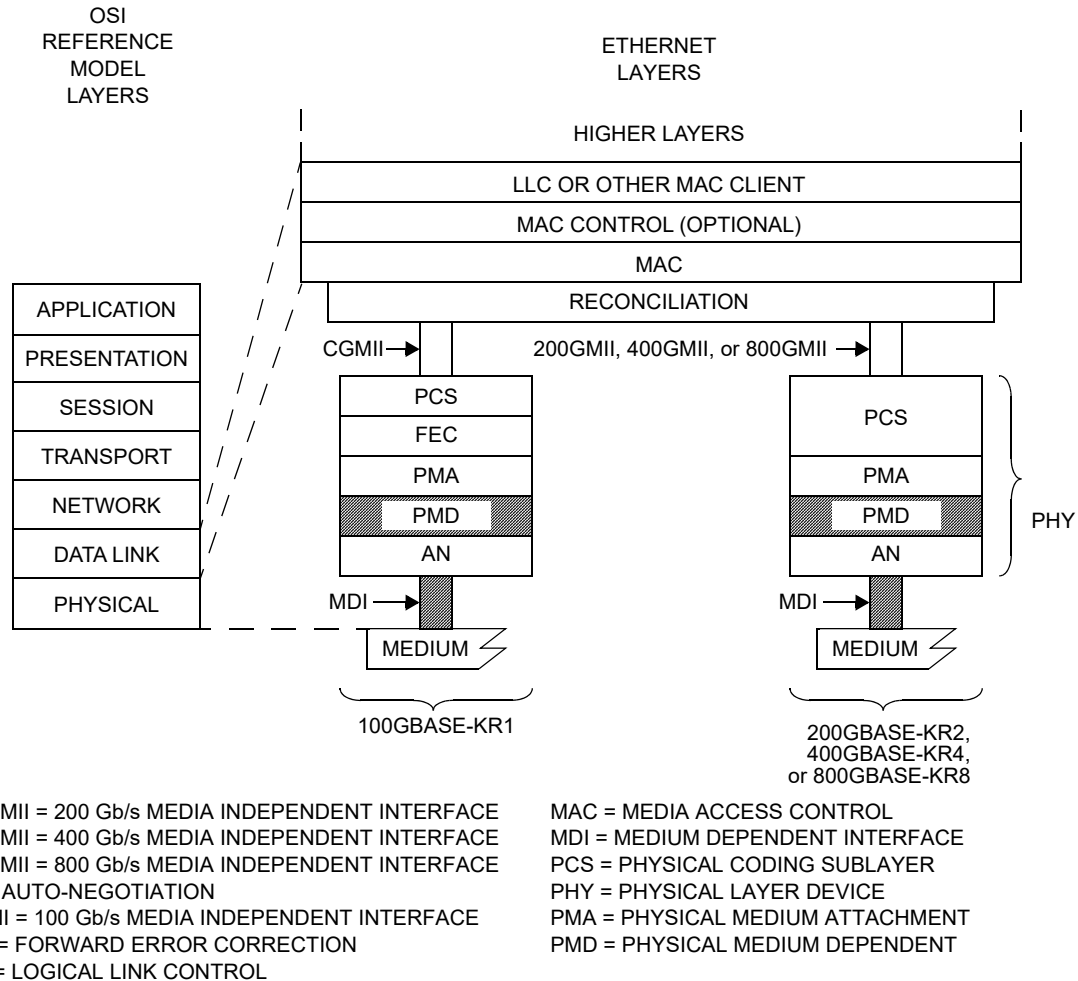 OSI
REFERENCE
MODEL
LAYERS
ETHERNET
LAYERS
HIGHER LAYERS
LLC OR OTHER MAC CLIENT
MAC CONTROL (OPTIONAL)
MAC
RECONCILIATION
APPLICATION
PRESENTATION
SESSION
TRANSPORT
NETWORK
DATA LINK
PHYSICAL
CGMII
PCS
FEC
PMA
PMD
AN
MDI
MEDIUM
100GBASE-KR1
200GMII, 400GMII, or 800GMII
PCS
PMA
PMD
AN
PHY
MDI
MEDIUM
200GBASE-KR2,
400GBASE-KR4,
or 800GBASE-KR8
MII = 200 Gb/s MEDIA INDEPENDENT INTERFACE
MII = 400 Gb/s MEDIA INDEPENDENT INTERFACE
MII = 800 Gb/s MEDIA INDEPENDENT INTERFACE
AUTO-NEGOTIATION
II = 100 Gb/s MEDIA INDEPENDENT INTERFACE
= FORWARD ERROR CORRECTION
= LOGICAL LINK CONTROL
MAC = MEDIA ACCESS CONTROL
MDI = MEDIUM DEPENDENT INTERFACE
PCS = PHYSICAL CODING SUBLAYER
PHY = PHYSICAL LAYER DEVICE
PMA = PHYSICAL MEDIUM ATTACHMENT
PMD = PHYSICAL MEDIUM DEPENDENT